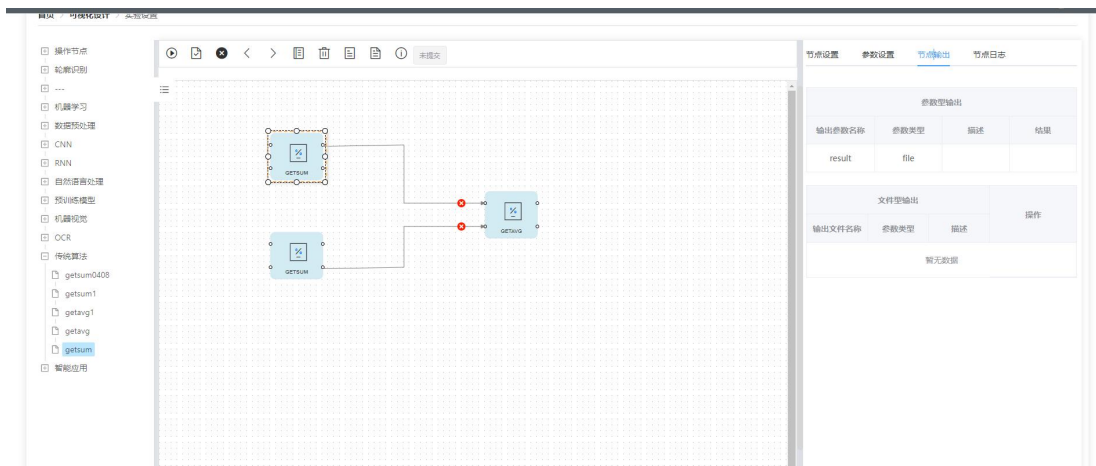 首页 / 可视化设计 / 实验设置
操作节点
轮廓识别
---
机器学习
数据预处理
CNN
RNN
自然语言处理
预训练模型
机器视觉
OCR
传统算法
getsum0408
getsum1
getavg1
getavg
getsum
智能应用
未提交
GETSUM
GETAVG
GETSUM
节点设置 参数设置 节点输出 节点日志
参数型输出
输出参数名称 参数类型 描述 结果
result file
文件型输出 操作
输出文件名称 参数类型 描述
暂无数据